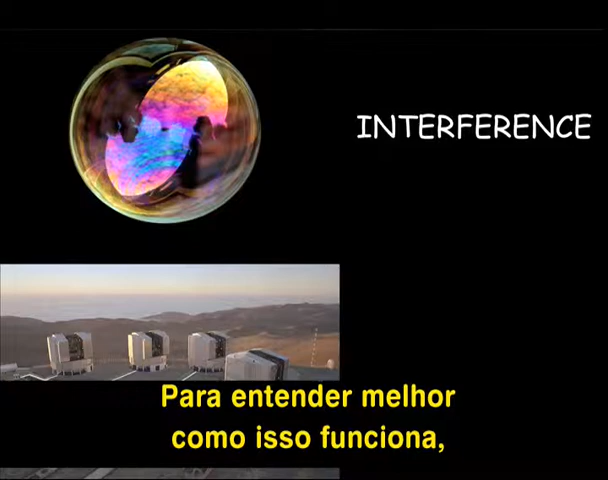 INTERFERENCE
Para entender melhor
como isso funciona,